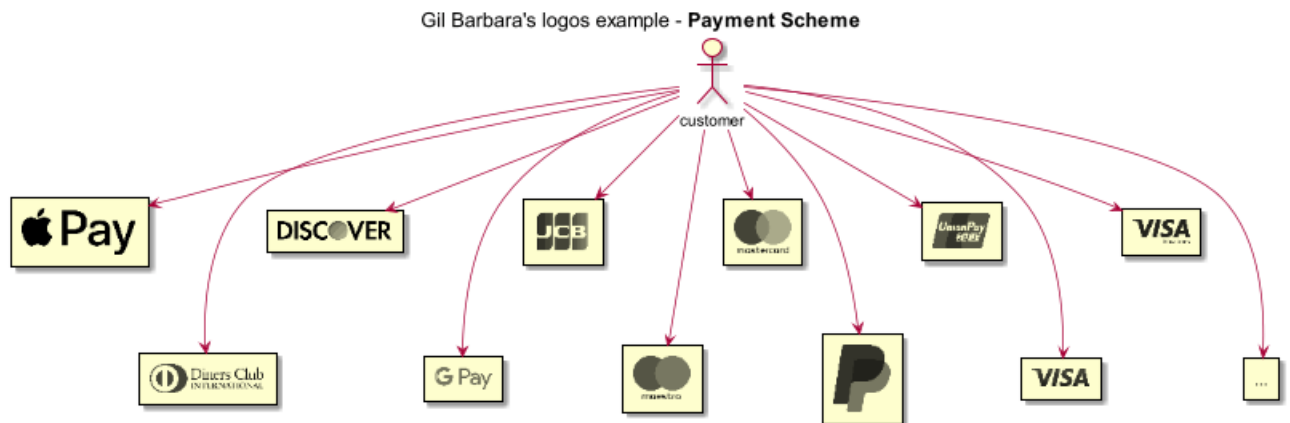 Gil Barbara's logos example - Payment Scheme
customer
Pay
DISCOVER
JCB
mastercard
UnionPay
VISA
Diners Club
INTERNATIONAL
G Pay
maestro
P
VISA
...